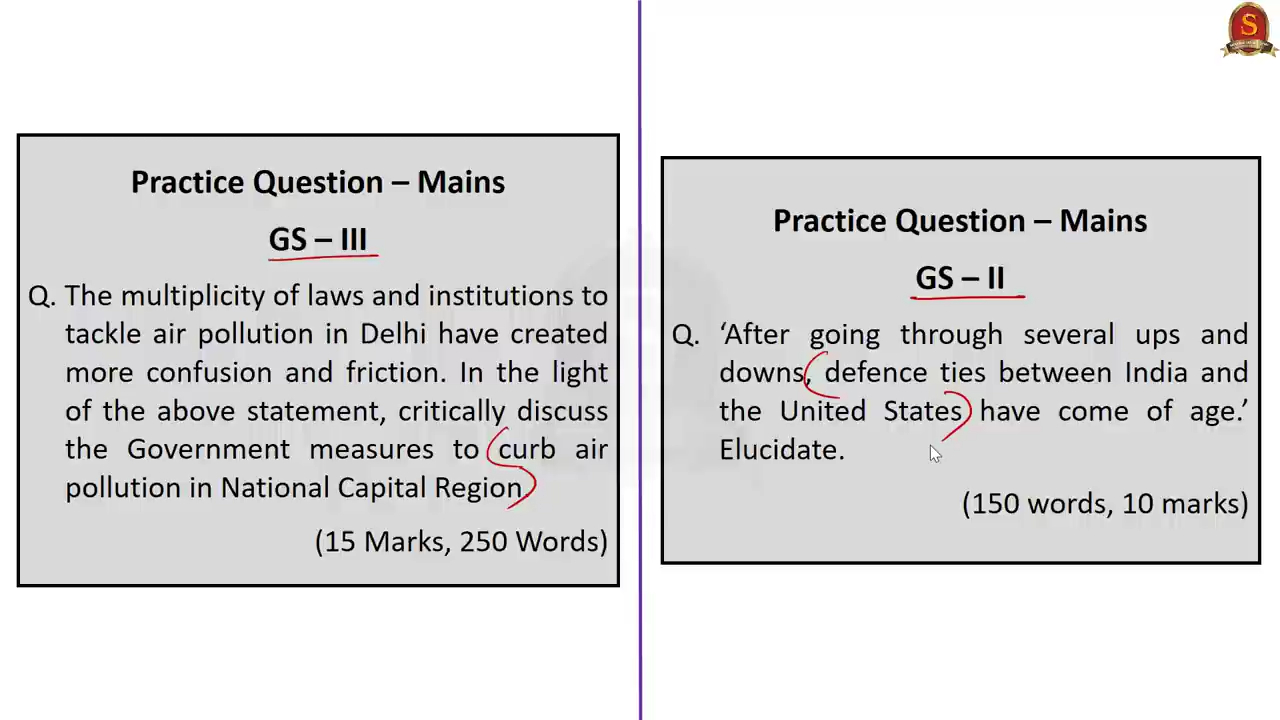 Practice Question – Mains
GS – III
Q. The multiplicity of laws and institutions to
tackle air pollution in Delhi have created
more confusion and friction. In the light
of the above statement, critically discuss
the Government measures to curb air
pollution in National Capital Region.
(15 Marks, 250 Words)
S
Practice Question – Mains
GS – II
Q. ‘After going through several ups and
downs, defence ties between India and
the United States have come of age.’
Elucidate.
(150 words, 10 marks)